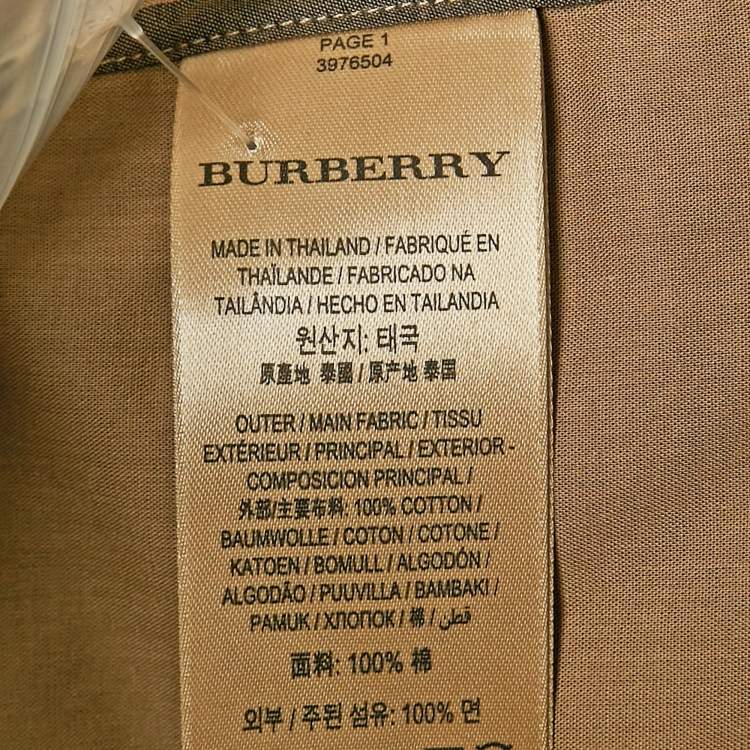 PAGE 1
3976504
BURBERRY
MADE IN THAILAND / FABRIQUÉ EN
THAÏLANDE / FABRICADO NA
TAILÂNDIA / HECHO EN TAILANDIA
원산지: 태국
原產地 泰國 / 原产地 泰国
OUTER / MAIN FABRIC / TISSU
EXTÉRIEUR / PRINCIPAL / EXTERIOR -
COMPOSICION PRINCIPAL /
外部/主要布料: 100% COTTON /
BAUMWOLLE / COTON / COTONE /
KATOEN / BOMULL / ALGODÓN /
ALGODÃO / PUUVILLA / BAMBAKI /
PAMUK / ХЛОПОК / 棉 / قطن
面料: 100% 棉
외부 / 주된 섬유: 100% 면